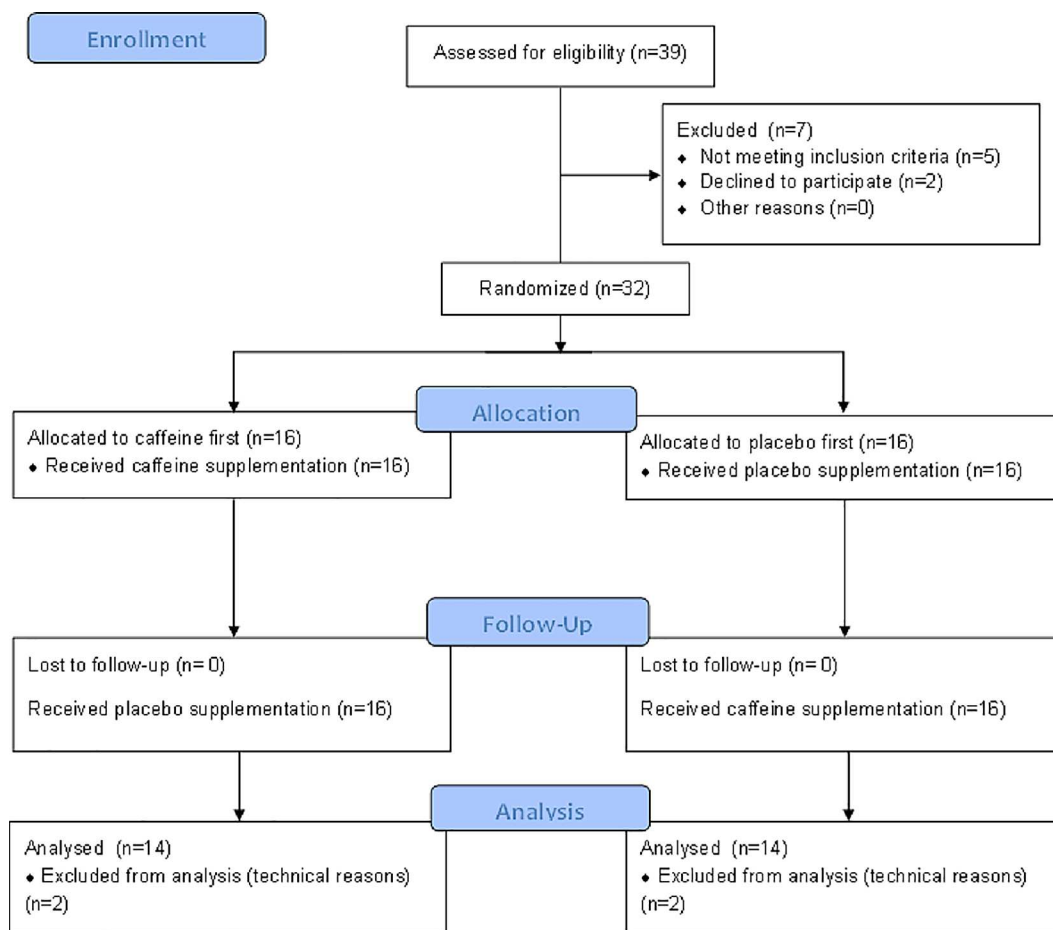 Enrollment
Assessed for eligibility (n=39)
Excluded (n=7)
◆ Not meeting inclusion criteria (n=5)
◆ Declined to participate (n=2)
◆ Other reasons (n=0)
Randomized (n=32)
Allocation
Allocated to caffeine first (n=16)
◆ Received caffeine supplementation (n=16)
Allocated to placebo first (n=16)
◆ Received placebo supplementation (n=16)
Follow-Up
Lost to follow-up (n= 0)
Received placebo supplementation (n=16)
Lost to follow-up (n= 0)
Received caffeine supplementation (n=16)
Analysis
Analysed (n=14)
◆ Excluded from analysis (technical reasons)
(n=2)
Analysed (n=14)
◆ Excluded from analysis (technical reasons)
(n=2)